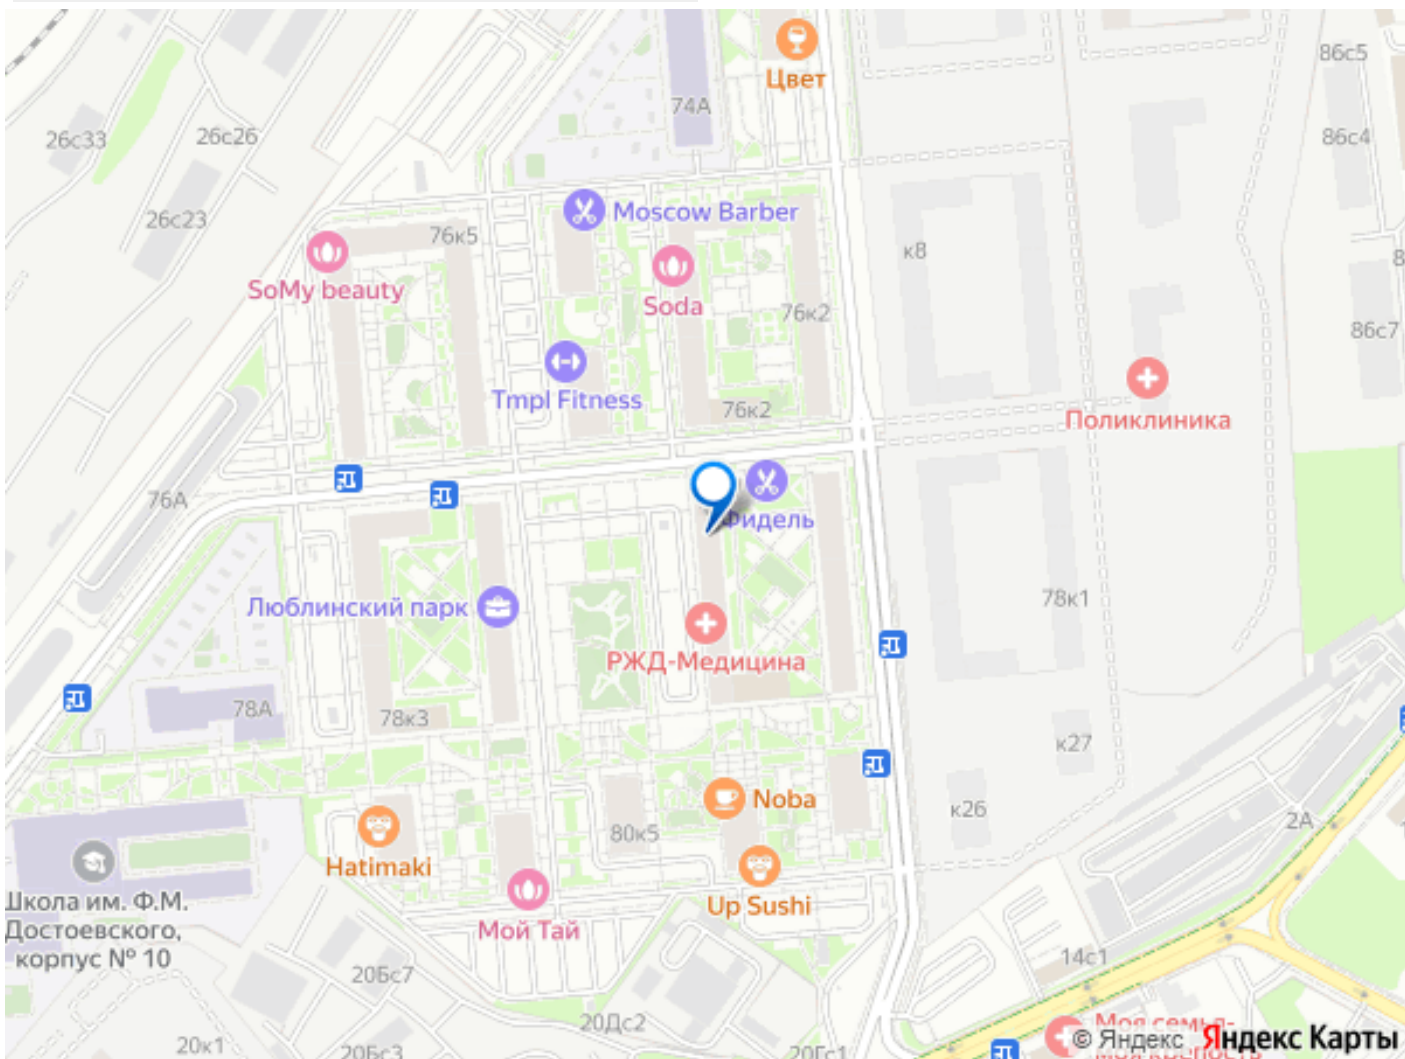 Цвет
86с5
74А
26с33
26с26
86с4
26с23
Moscow Barber
76к5
к8
SoMy beauty
Soda
76к2
86с7
Tmpl Fitness
76к2
Поликлиника
76А
Фидель
Люблинский парк
78к1
РЖД-Медицина
78А
78к3
к27
Noba
к26
80к5
2А
Hatimaki
Up Sushi
Школа им. Ф.М.
Достоевского,
корпус № 10
Мой Тай
14с1
20Бс7
20Дс2
20к1
20Бс3
20Гс1
Моя семья-
© Яндекс Яндекс Карты